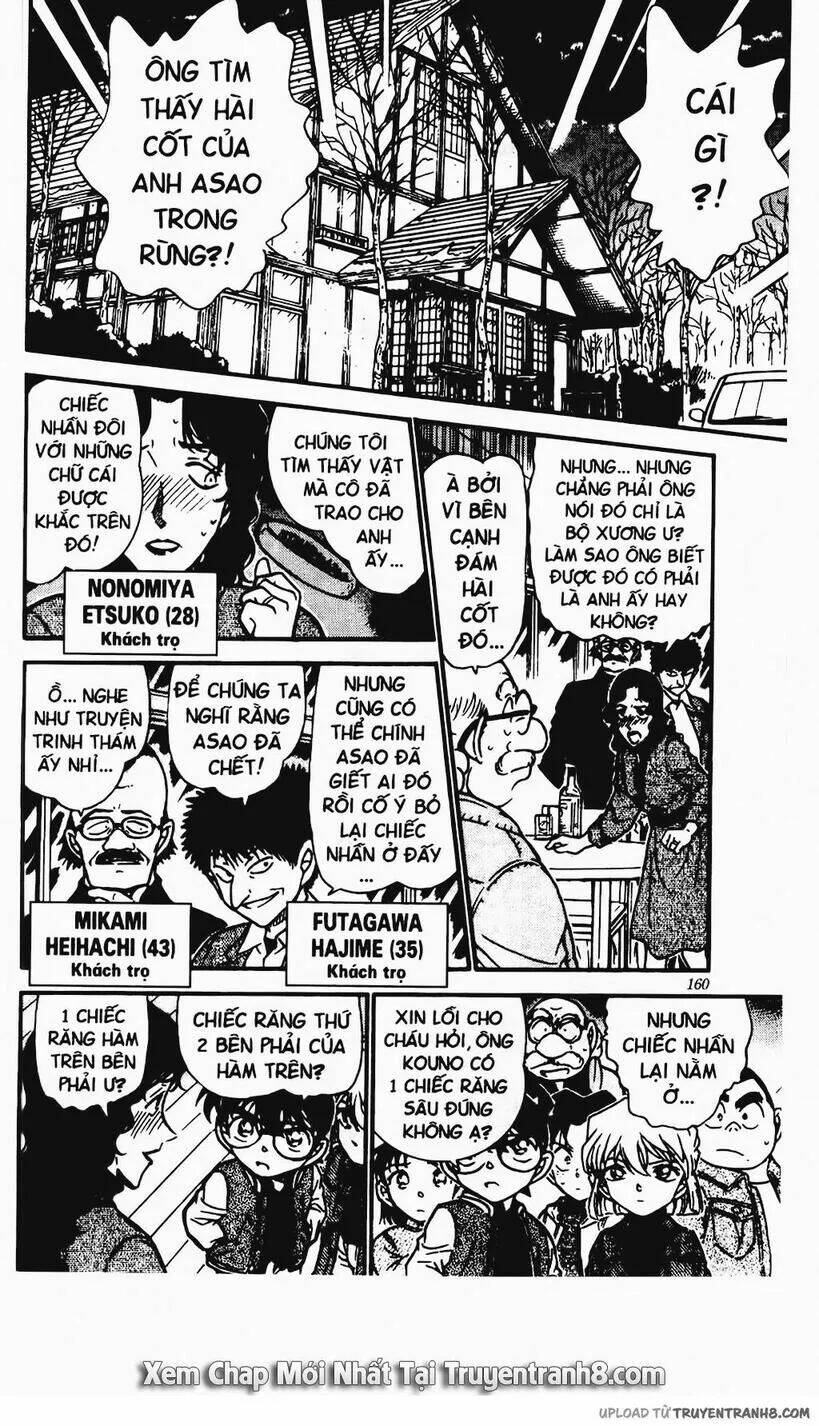 CÁI
GÌ
?!
ÔNG TÌM
THẤY HÀI
CỐT CỦA
ANH ASAO
TRONG
RỪNG?!
NHƯNG... NHƯNG
CHẲNG PHẢI ÔNG
NÓI ĐÓ CHỈ LÀ
BỘ XƯƠNG Ư?
LÀM SAO ÔNG BIẾT
ĐƯỢC ĐÓ CÓ PHẢI
LÀ ANH ẤY HAY
KHÔNG?
À BỞI
VÌ BÊN
CẠNH
ĐÁM
HÀI
CỐT
ĐÓ...
CHÚNG TÔI
TÌM THẤY VẬT
MÀ CÔ ĐÃ
TRAO CHO
ANH
ẤY...
CHIẾC
NHẪN ĐÔI
VỚI NHỮNG
CHỮ CÁI
ĐƯỢC
KHẮC TRÊN
ĐÓ!
NONOMIYA
ETSUKO (28)
Khách trọ
NHƯNG
CŨNG CÓ
THỂ CHÍNH
ASAO ĐÃ
GIẾT AI ĐÓ
RỒI CỐ Ý BỎ
LẠI CHIẾC
NHẪN Ở ĐẤY
...
ĐỂ CHÚNG TA
NGHĨ RẰNG
ASAO ĐÃ
CHẾT!
Ồ... NGHE
NHƯ TRUYỆN
TRINH THÁM
ẤY NHỈ...
FUTAGAWA
HAJIME (35)
Khách trọ
MIKAMI
HEIHACHI (43)
Khách trọ
160
NHƯNG
CHIẾC NHẪN
LẠI NẰM
Ở...
XIN LỖI CHO
CHÁU HỎI, ÔNG
KOUNO CÓ
1 CHIẾC RĂNG
SÂU ĐÚNG
KHÔNG Ạ?
CHIẾC RĂNG THỨ
2 BÊN PHẢI CỦA
HÀM TRÊN?
1 CHIẾC
RĂNG HÀM
TRÊN BÊN
PHẢI Ư?
Xem Chap Mới Nhất Tại Truyentranh8.com
UPLOAD TỪ TRUYENTRANH8.COM